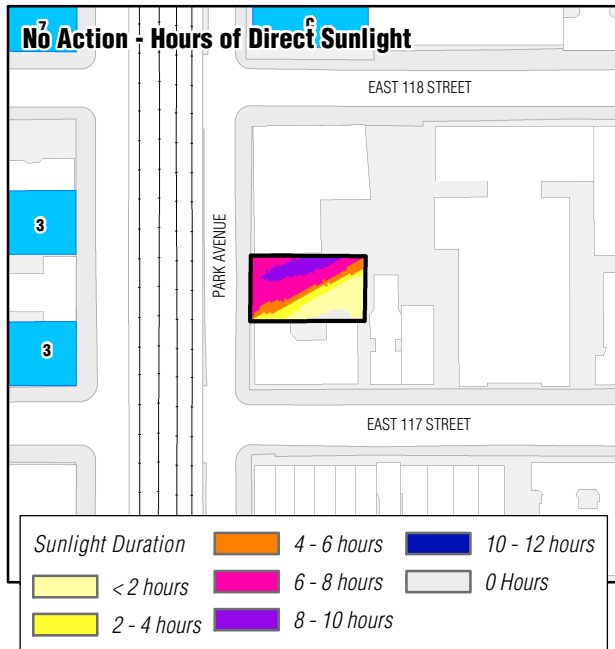 7
No Action - Hours of Direct Sunlight
EAST 118 STREET
PARK AVENUE
3
3
EAST 117 STREET
Sunlight Duration
< 2 hours
2 - 4 hours
4 - 6 hours
6 - 8 hours
8 - 10 hours
10 - 12 hours
0 Hours